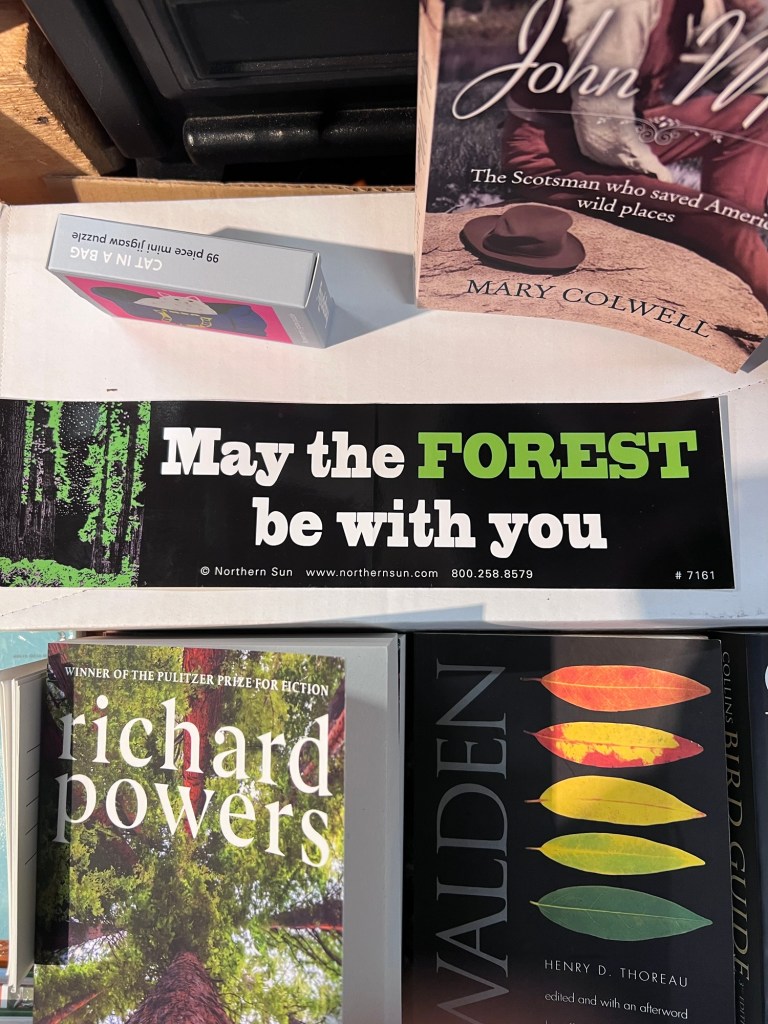 John
The Scotsman who saved
wild places
MARY COLWELL
CAT IN A BAG
99 piece mini jigsaw puzzle
May the FOREST
be with you
© Northern Sun www.northernsun.com 800.258.8579 # 7161
WINNER OF THE PULITZER PRIZE FOR FICTION
richard
powers
WALDEN
HENRY D. THOREAU
edited and with an afterword
COLLINS BIRD GUIDE